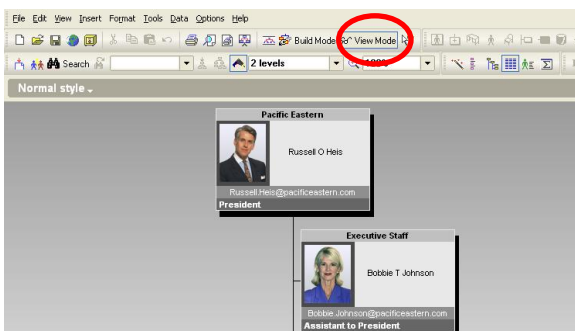 File Edit View Insert Format Tools Data Options Help
Build Mode View Mode
Search 2 levels
Normal style
Pacific Eastern
Russell O Heis
Russell.Heis@pacificeastern.com
President
Executive Staff
Bobbie T Johnson
Bobbie.Johnson@pacificeastern.com
Assistant to President